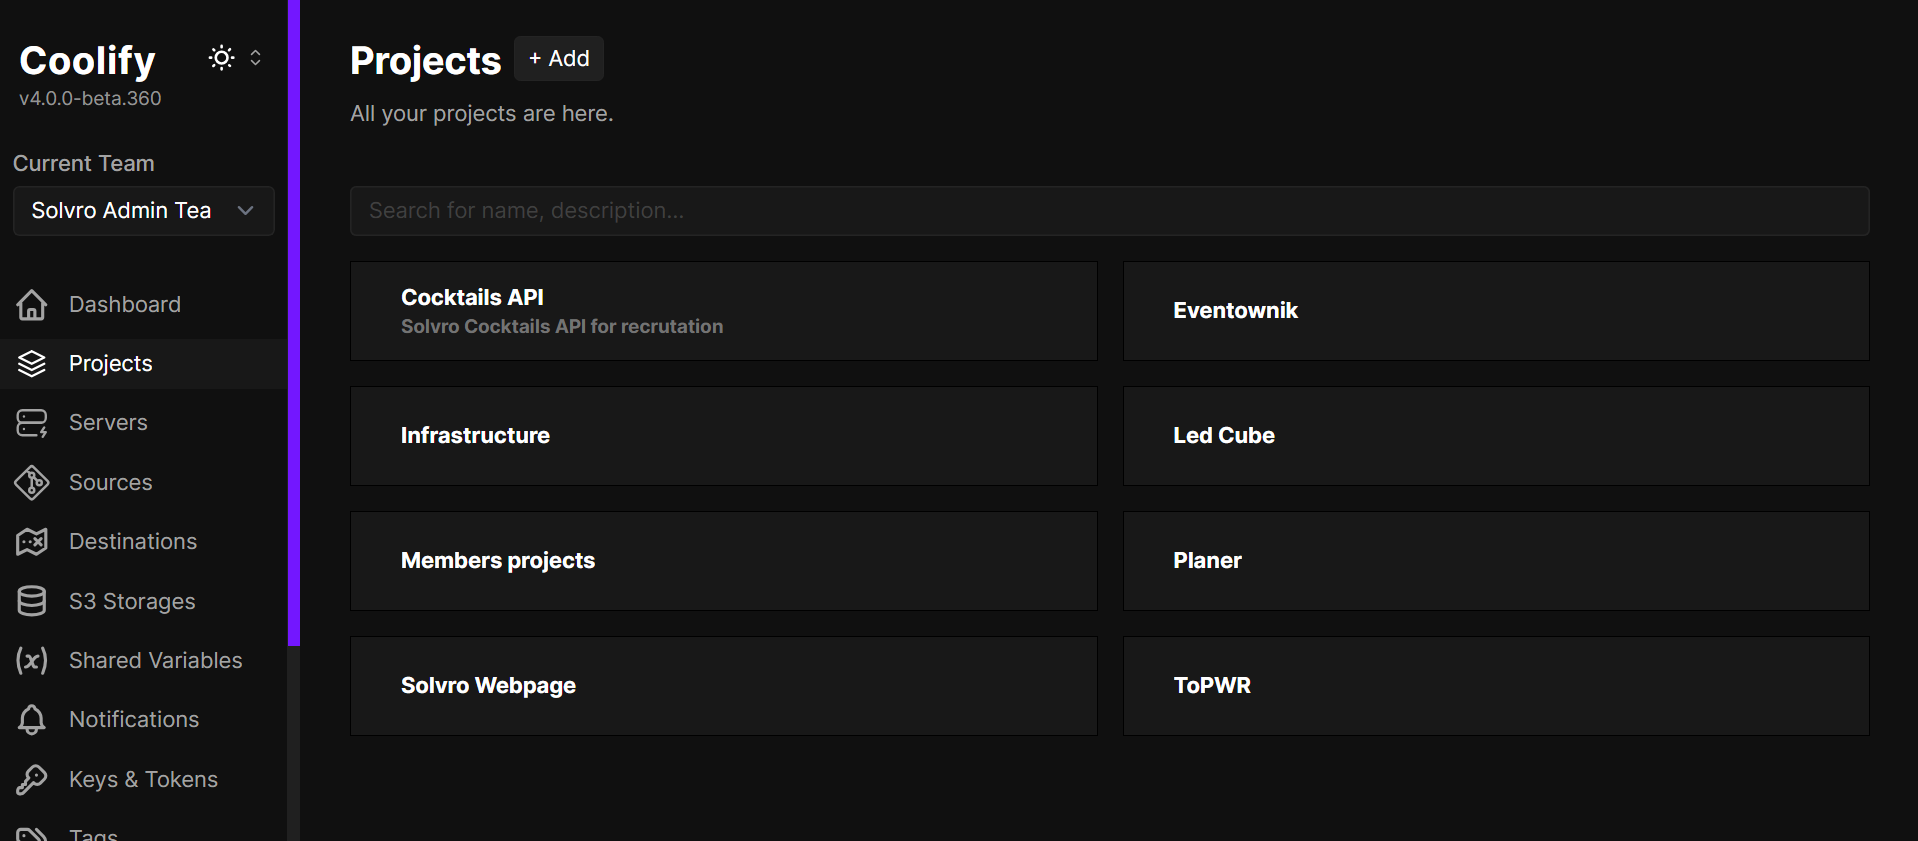 Coolify
v4.0.0-beta.360
Current Team
Solvro Admin Tea
Dashboard
Projects
Servers
Sources
Destinations
S3 Storages
Shared Variables
Notifications
Keys & Tokens
Tags
Projects
+ Add
All your projects are here.
Search for name, description...
Cocktails API
Solvro Cocktails API for recrutation
Eventownik
Infrastructure
Led Cube
Members projects
Planer
Solvro Webpage
ToPWR